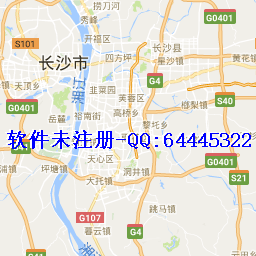 秀峰
捞刀河
长沙县
G0401
S101
开福区
四方坪
星沙镇
长沙市
G4
黄花镇
天顶乡
湘江
韭菜园
芙蓉区
G0401
榔梨镇
S40
岳麓
裕南街
高桥乡
黎托乡
软件未注册-QQ:64445322
天心区
G0401
坪塘镇
洞井镇
S21
大托镇
G4
跳马镇
G107
暮云镇